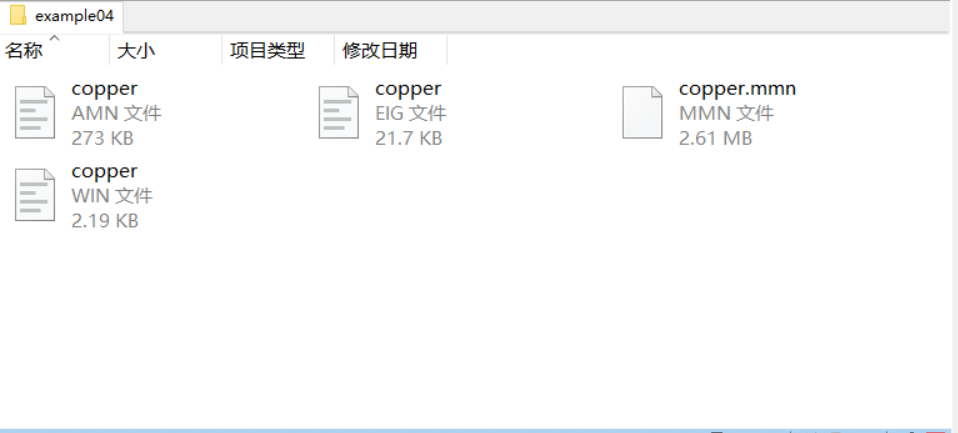 example04
名称 大小 项目类型 修改日期
copper
AMN 文件
273 KB
copper
EIG 文件
21.7 KB
copper.mmn
MMN 文件
2.61 MB
copper
WIN 文件
2.19 KB